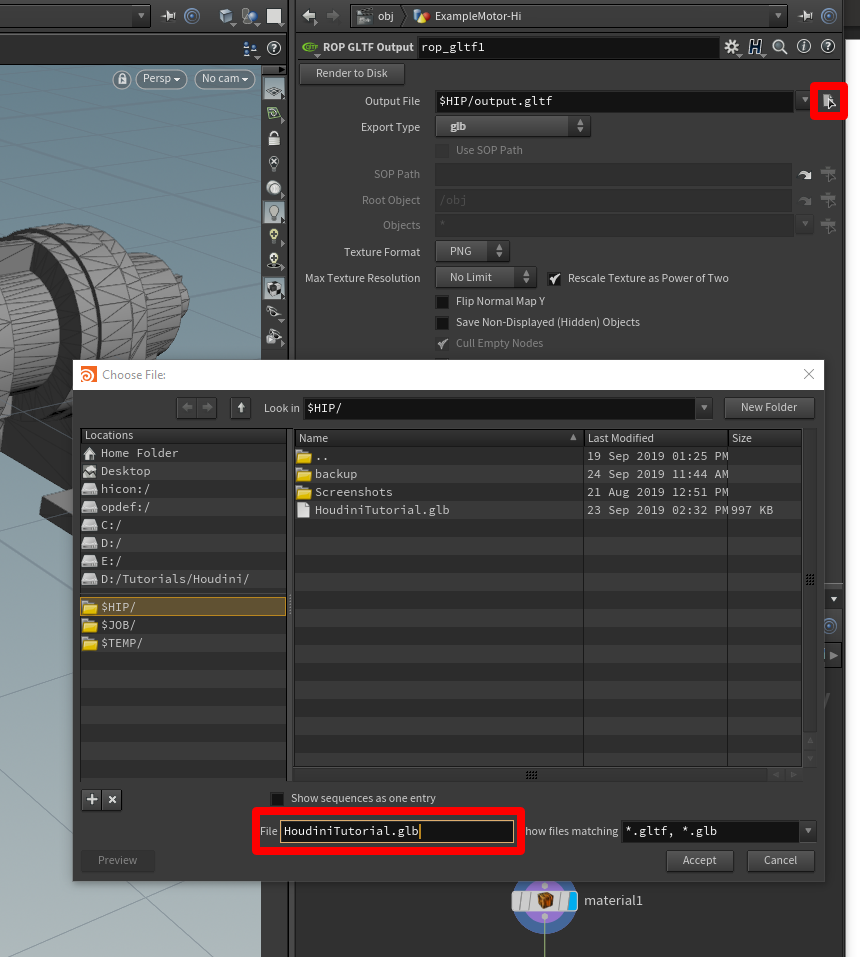 obj
ExampleMotor-Hi
ROP GLTF Output
rop_gltf1
Persp
No cam
Render to Disk
Output File
$HIP/output.gltf
Export Type
glb
Use SOP Path
SOP Path
Root Object
/obj
Objects
*
Texture Format
PNG
Max Texture Resolution
No Limit
Rescale Texture as Power of Two
Flip Normal Map Y
Save Non-Displayed (Hidden) Objects
Cull Empty Nodes
Choose File:
Look in
$HIP/
New Folder
Locations
Home Folder
Desktop
hicon:/
opdef:/
C:/
D:/
E:/
D:/Tutorials/Houdini/
$HIP/
$JOB/
$TEMP/
Name
Last Modified
Size
..
19 Sep 2019 01:25 PM
backup
24 Sep 2019 11:44 AM
Screenshots
21 Aug 2019 12:51 PM
HoudiniTutorial.glb
23 Sep 2019 02:32 PM
997 KB
Show sequences as one entry
File
HoudiniTutorial.glb
how files matching
*.gltf, *.glb
Preview
Accept
Cancel
material1